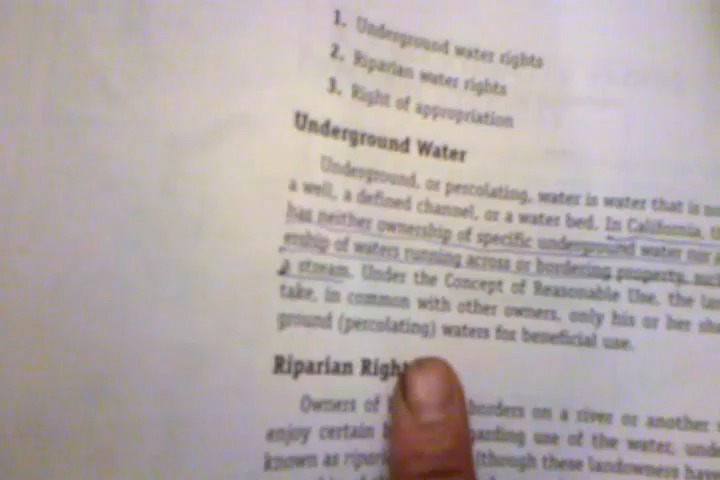 1. Underground water rights
2. Riparian water rights
3. Right of appropriation
Underground Water
Underground, or percolating, water is water that is
a well, a defined channel, or a water bed. In California,
has neither ownership of specific underground water nor
ership of waters running across or bordering property, such
a stream. Under the Concept of Reasonable Use, the
take, in common with other owners, only his or her
ground (percolating) waters for beneficial use.
Riparian
Owners of borders on a river or another
enjoy certain use of the water,
known as (though these landowners have